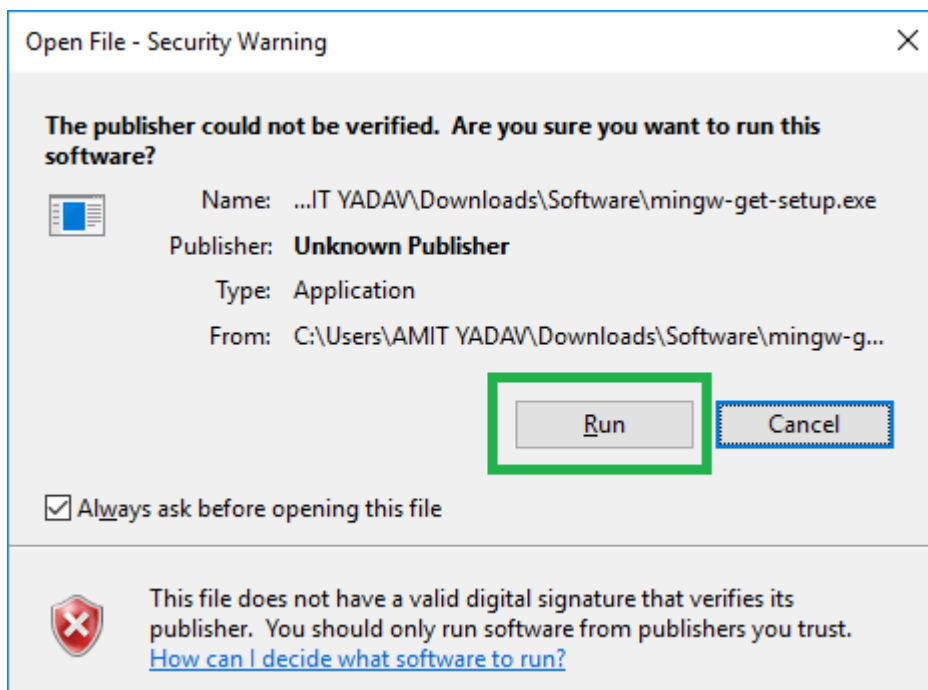 Open File - Security Warning
The publisher could not be verified.  Are you sure you want to run this
software?
Name: ...IT YADAV\Downloads\Software\mingw-get-setup.exe
Publisher: Unknown Publisher
Type: Application
From: C:\Users\AMIT YADAV\Downloads\Software\mingw-g...
Run Cancel
Always ask before opening this file
This file does not have a valid digital signature that verifies its
publisher.  You should only run software from publishers you trust.
How can I decide what software to run?